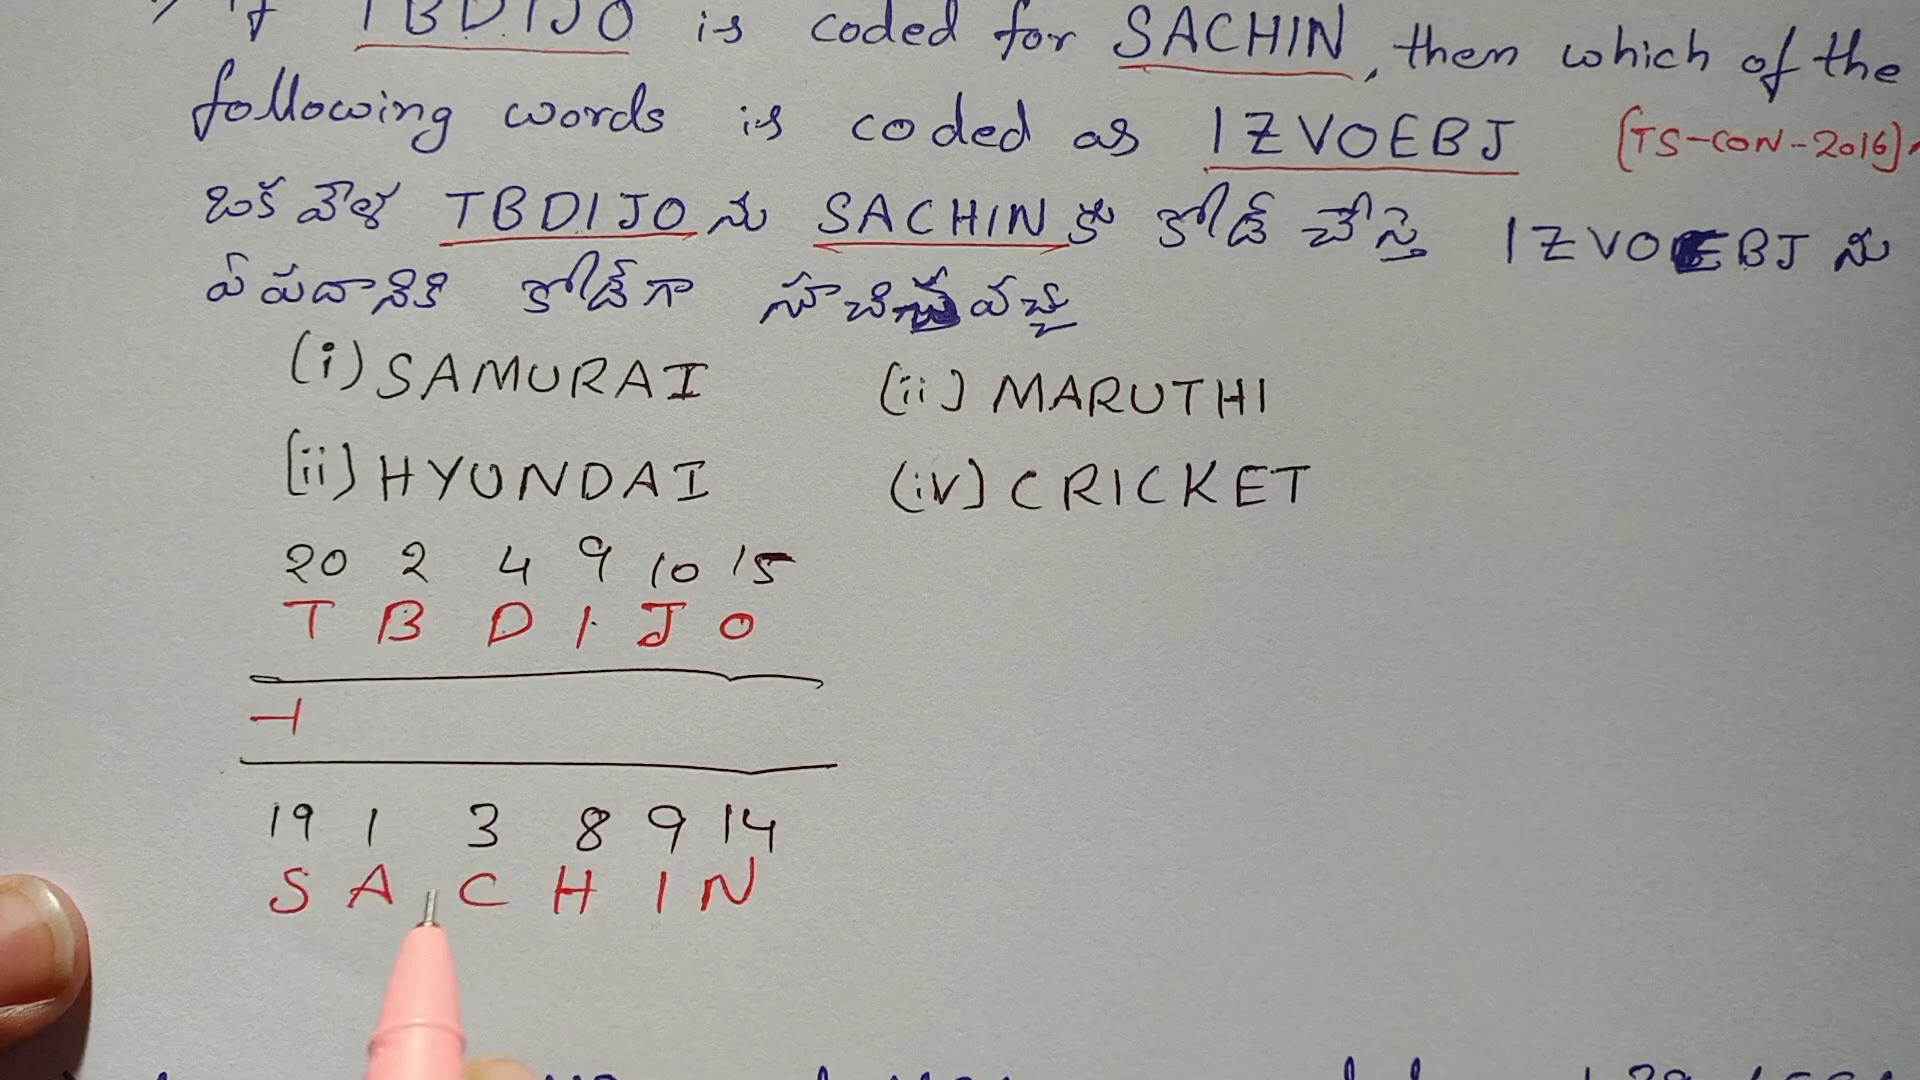 If TBDIJO is coded for SACHIN, then which of the
following words is coded as IZVOEBJ (TS-CON-2016).
ఒక వేళ TBDIJO ను SACHIN కు కోడ్ చేస్తె IZVOEBJ ను
ఏ పదానికి కోడ్‌గా
(i) SAMURAI (ii) MARUTHI
(ii) HYUNDAI (iv) CRICKET
20 2 4 9 10 15
T B D I J O
-1
19 1 3 8 9 14
S A C H I N